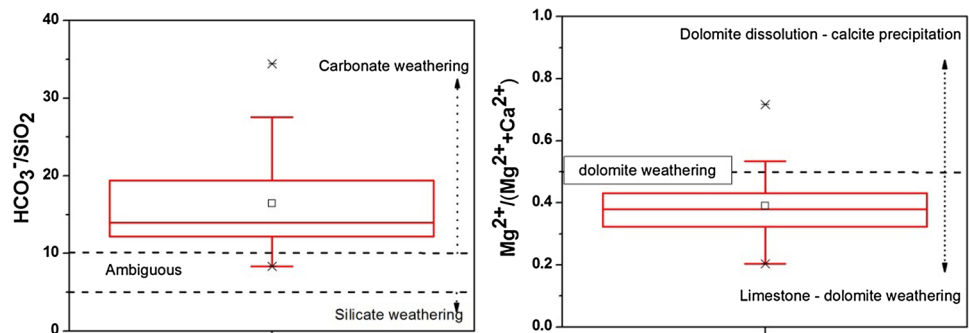 40
30
20
10
0
HCO3⁻/SiO2
Carbonate weathering
Ambiguous
Silicate weathering
1.0
0.8
0.6
0.4
0.2
0.0
Mg²⁺/(Mg²⁺+Ca²⁺)
Dolomite dissolution - calcite precipitation
dolomite weathering
Limestone - dolomite weathering